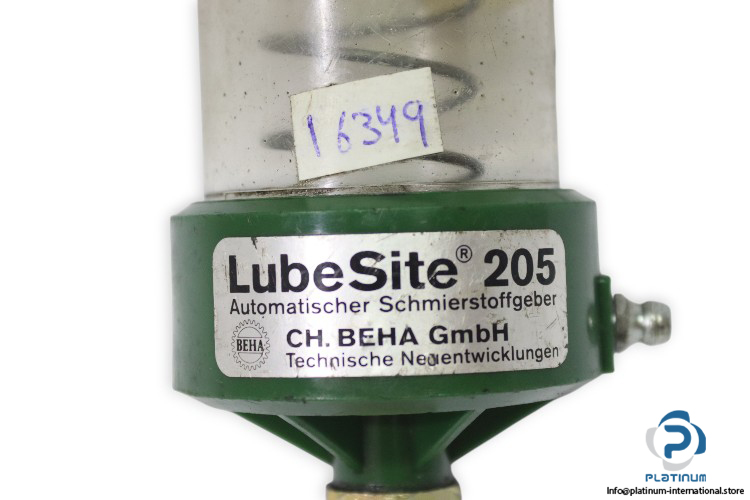 16349
LubeSite® 205
Automatischer Schmierstoffgeber
BEHA
CH. BEHA GmbH
Technische Neuentwicklungen
PLATINUM
Info@platinum-international.store